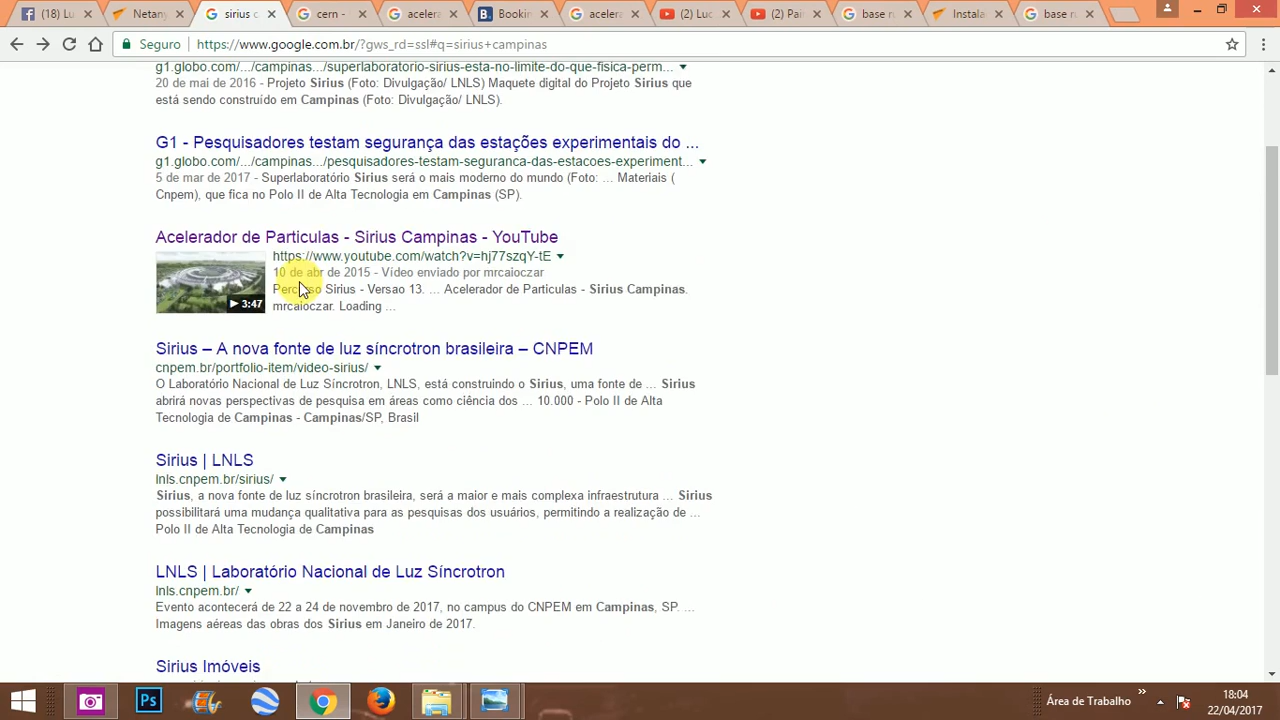 (18) Lu
Netany
sirius c
cern -
acelera
Bookin
acelera
(2) Luc
(2) Pai
base ru
Instala
base ru
Seguro
https://www.google.com.br/?gws_rd=ssl#q=sirius+campinas
g1.globo.com/.../campinas.../superlaboratorio-sirius-esta-no-limite-do-que-fisica-perm...
20 de mai de 2016 - Projeto Sirius (Foto: Divulgação/ LNLS) Maquete digital do Projeto Sirius que
está sendo construído em Campinas (Foto: Divulgação/ LNLS).
G1 - Pesquisadores testam segurança das estações experimentais do ...
g1.globo.com/.../campinas.../pesquisadores-testam-seguranca-das-estacoes-experiment...
5 de mar de 2017 - Superlaboratório Sirius será o mais moderno do mundo (Foto: ... Materiais (
Cnpem), que fica no Polo II de Alta Tecnologia em Campinas (SP).
Acelerador de Particulas - Sirius Campinas - YouTube
https://www.youtube.com/watch?v=hj77szqY-tE
10 de abr de 2015 - Vídeo enviado por mrcaioczar
Percurso Sirius - Versao 13. ... Acelerador de Particulas - Sirius Campinas.
3:47
mrcaioczar. Loading ...
Sirius – A nova fonte de luz síncrotron brasileira – CNPEM
cnpem.br/portfolio-item/video-sirius/
O Laboratório Nacional de Luz Síncrotron, LNLS, está construindo o Sirius, uma fonte de ... Sirius
abrirá novas perspectivas de pesquisa em áreas como ciência dos ... 10.000 - Polo II de Alta
Tecnologia de Campinas - Campinas/SP, Brasil
Sirius | LNLS
lnls.cnpem.br/sirius/
Sirius, a nova fonte de luz síncrotron brasileira, será a maior e mais complexa infraestrutura ... Sirius
possibilitará uma mudança qualitativa para as pesquisas dos usuários, permitindo a realização de ...
Polo II de Alta Tecnologia de Campinas
LNLS | Laboratório Nacional de Luz Síncrotron
lnls.cnpem.br/
Evento acontecerá de 22 a 24 de novembro de 2017, no campus do CNPEM em Campinas, SP. ...
Imagens aéreas das obras dos Sirius em Janeiro de 2017.
Sirius Imóveis
Ps
Área de Trabalho
18:04
22/04/2017